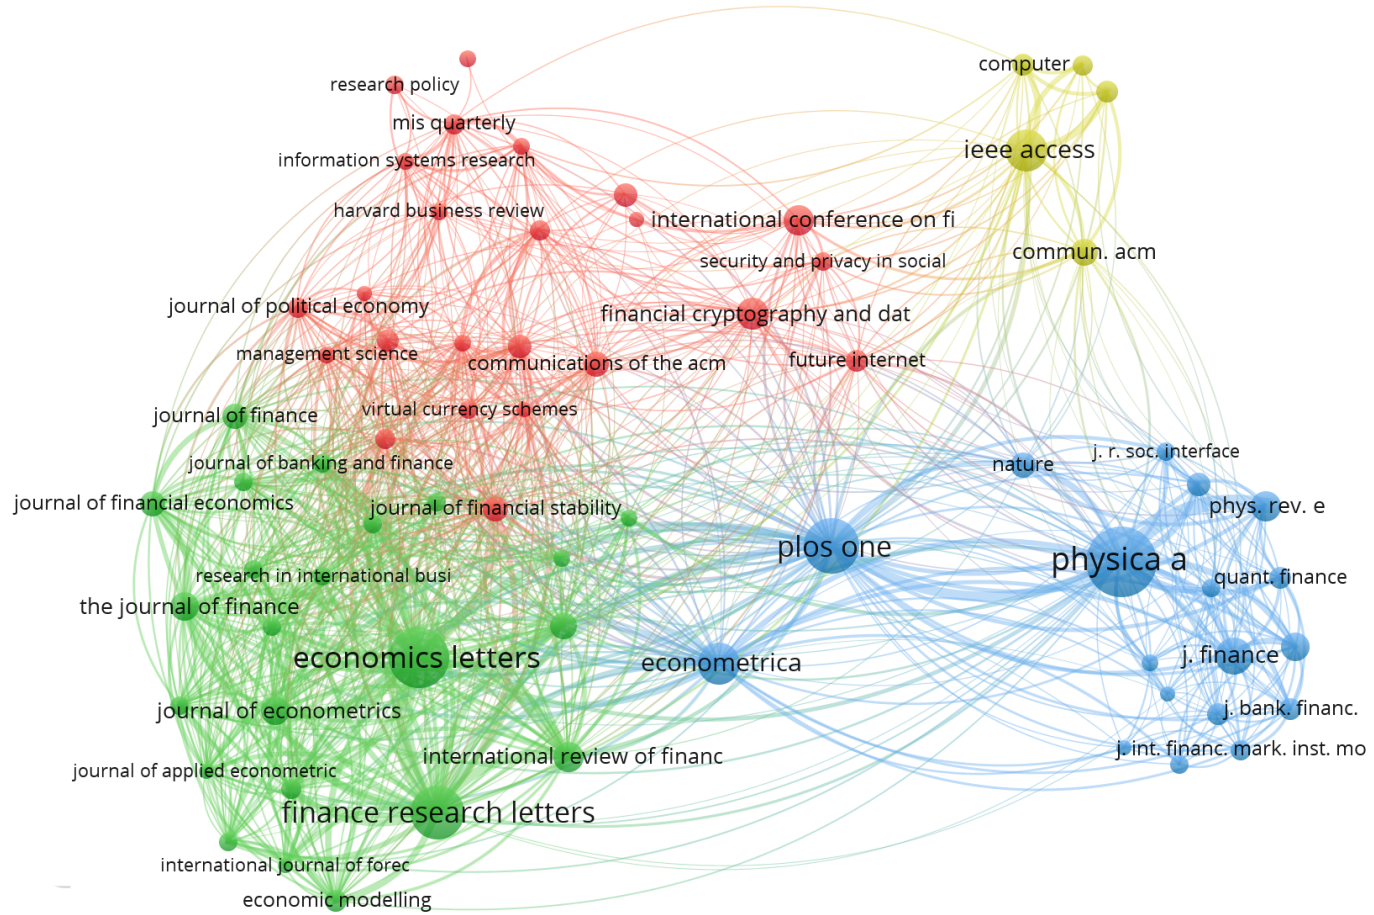 computer
research policy
mis quarterly
ieee access
information systems research
harvard business review
international conference on fi
commun. acm
security and privacy in social
journal of political economy
financial cryptography and dat
management science
communications of the acm
future internet
virtual currency schemes
journal of finance
j. r. soc. interface
journal of banking and finance
nature
journal of financial economics
journal of financial stability
phys. rev. e
plos one
physica a
research in international busi
quant. finance
the journal of finance
economics letters
econometrica
j. finance
journal of econometrics
j. bank. financ.
j. int. financ. mark. inst. mo
international review of financ
journal of applied econometric
finance research letters
international journal of forec
economic modelling